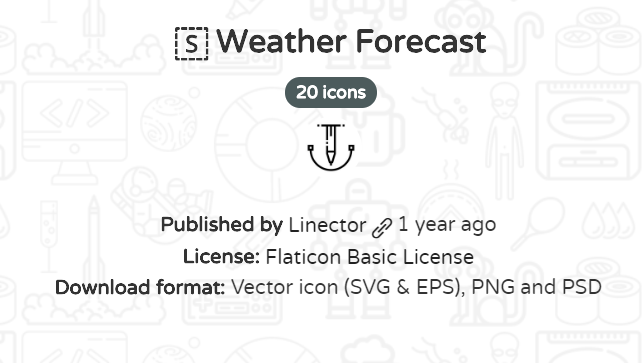 S Weather Forecast
20 icons
Published by Linector 1 year ago
License: Flaticon Basic License
Download format: Vector icon (SVG & EPS), PNG and PSD